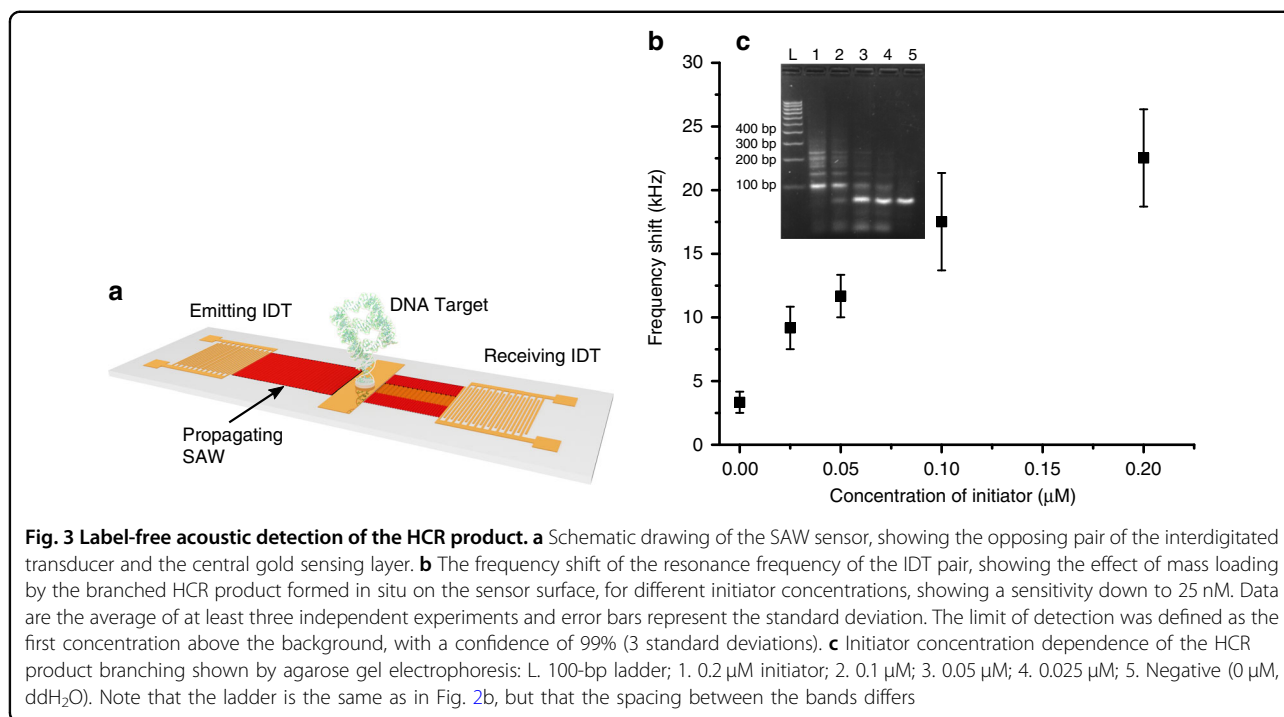 a
Emitting IDT
DNA Target
Receiving IDT
Propagating
SAW
b
c
L 1 2 3 4 5
400 bp
300 bp
200 bp
100 bp
Frequency shift (kHz)
30
25
20
15
10
5
0
0.00 0.05 0.10 0.15 0.20
Concentration of initiator (μM)
Fig. 3 Label-free acoustic detection of the HCR product. a Schematic drawing of the SAW sensor, showing the opposing pair of the interdigitated
transducer and the central gold sensing layer. b The frequency shift of the resonance frequency of the IDT pair, showing the effect of mass loading
by the branched HCR product formed in situ on the sensor surface, for different initiator concentrations, showing a sensitivity down to 25 nM. Data
are the average of at least three independent experiments and error bars represent the standard deviation. The limit of detection was defined as the
first concentration above the background, with a confidence of 99% (3 standard deviations). c Initiator concentration dependence of the HCR
product branching shown by agarose gel electrophoresis: L. 100-bp ladder; 1. 0.2 μM initiator; 2. 0.1 μM; 3. 0.05 μM; 4. 0.025 μM; 5. Negative (0 μM,
ddH₂O). Note that the ladder is the same as in Fig. 2b, but that the spacing between the bands differs